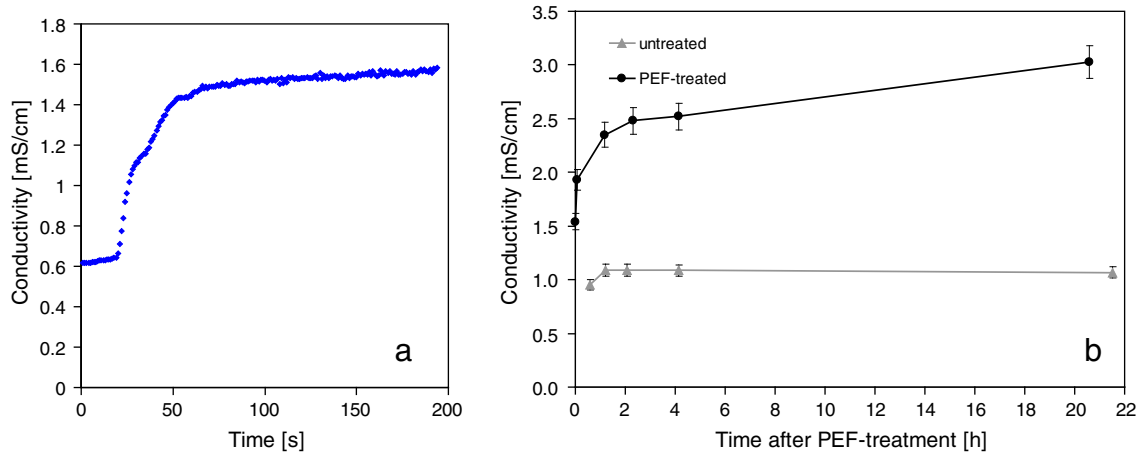 1.8
1.6
1.4
1.2
1
0.8
0.6
0.4
0.2
0
0 50 100 150 200
Conductivity [mS/cm]
Time [s]
a
3.5
3.0
2.5
2.0
1.5
1.0
0.5
0.0
0 2 4 6 8 10 12 14 16 18 20 22
Conductivity [mS/cm]
Time after PEF-treatment [h]
untreated
PEF-treated
b